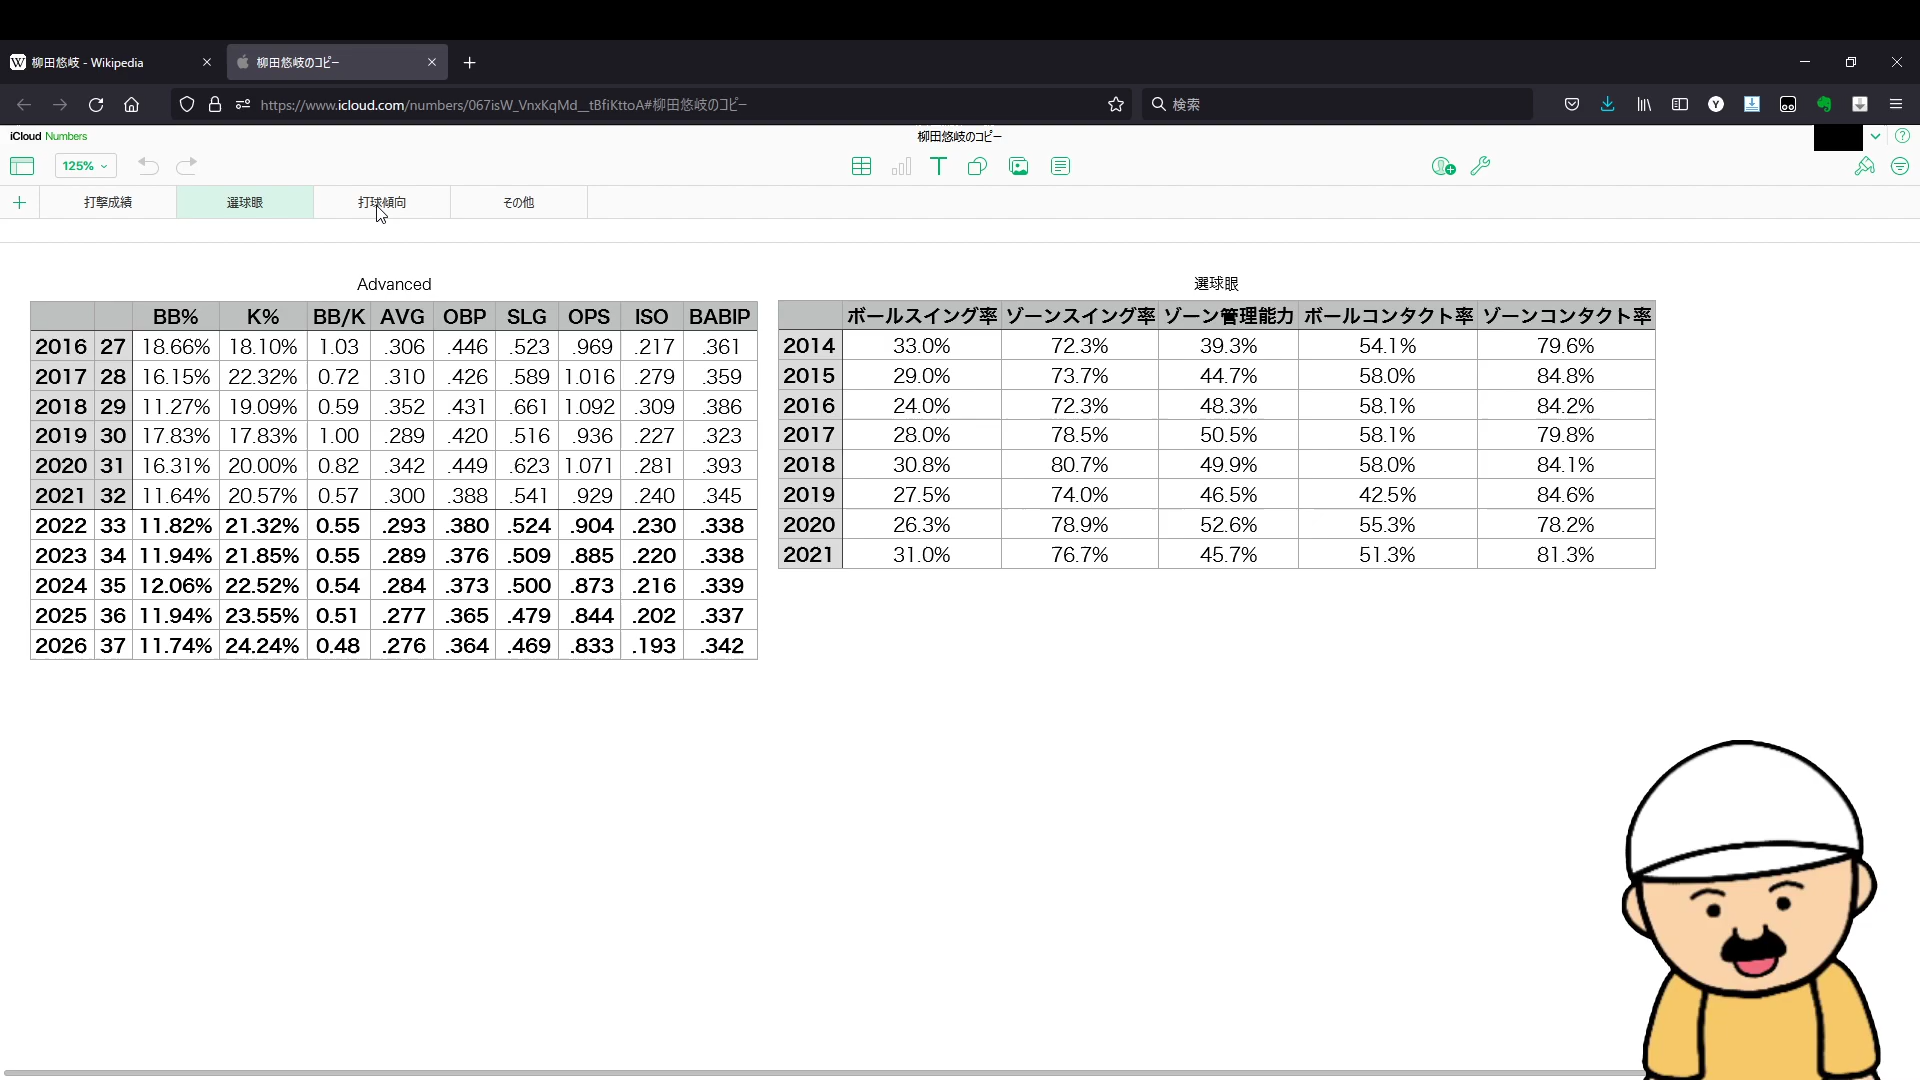 柳田悠岐 - Wikipedia
柳田悠岐のコピー
https://www.icloud.com/numbers/067isW_VnxKqMd__tBfiKttoA#柳田悠岐のコピー
検索
iCloud Numbers
柳田悠岐のコピー
125%
打撃成績 選球眼 打球傾向 その他
Advanced
BB% K% BB/K AVG OBP SLG OPS ISO BABIP
2016 27 18.66% 18.10% 1.03 .306 .446 .523 .969 .217 .361
2017 28 16.15% 22.32% 0.72 .310 .426 .589 1.016 .279 .359
2018 29 11.27% 19.09% 0.59 .352 .431 .661 1.092 .309 .386
2019 30 17.83% 17.83% 1.00 .289 .420 .516 .936 .227 .323
2020 31 16.31% 20.00% 0.82 .342 .449 .623 1.071 .281 .393
2021 32 11.64% 20.57% 0.57 .300 .388 .541 .929 .240 .345
2022 33 11.82% 21.32% 0.55 .293 .380 .524 .904 .230 .338
2023 34 11.94% 21.85% 0.55 .289 .376 .509 .885 .220 .338
2024 35 12.06% 22.52% 0.54 .284 .373 .500 .873 .216 .339
2025 36 11.94% 23.55% 0.51 .277 .365 .479 .844 .202 .337
2026 37 11.74% 24.24% 0.48 .276 .364 .469 .833 .193 .342
選球眼
ボールスイング率 ゾーンスイング率 ゾーン管理能力 ボールコンタクト率 ゾーンコンタクト率
2014 33.0% 72.3% 39.3% 54.1% 79.6%
2015 29.0% 73.7% 44.7% 58.0% 84.8%
2016 24.0% 72.3% 48.3% 58.1% 84.2%
2017 28.0% 78.5% 50.5% 58.1% 79.8%
2018 30.8% 80.7% 49.9% 58.0% 84.1%
2019 27.5% 74.0% 46.5% 42.5% 84.6%
2020 26.3% 78.9% 52.6% 55.3% 78.2%
2021 31.0% 76.7% 45.7% 51.3% 81.3%